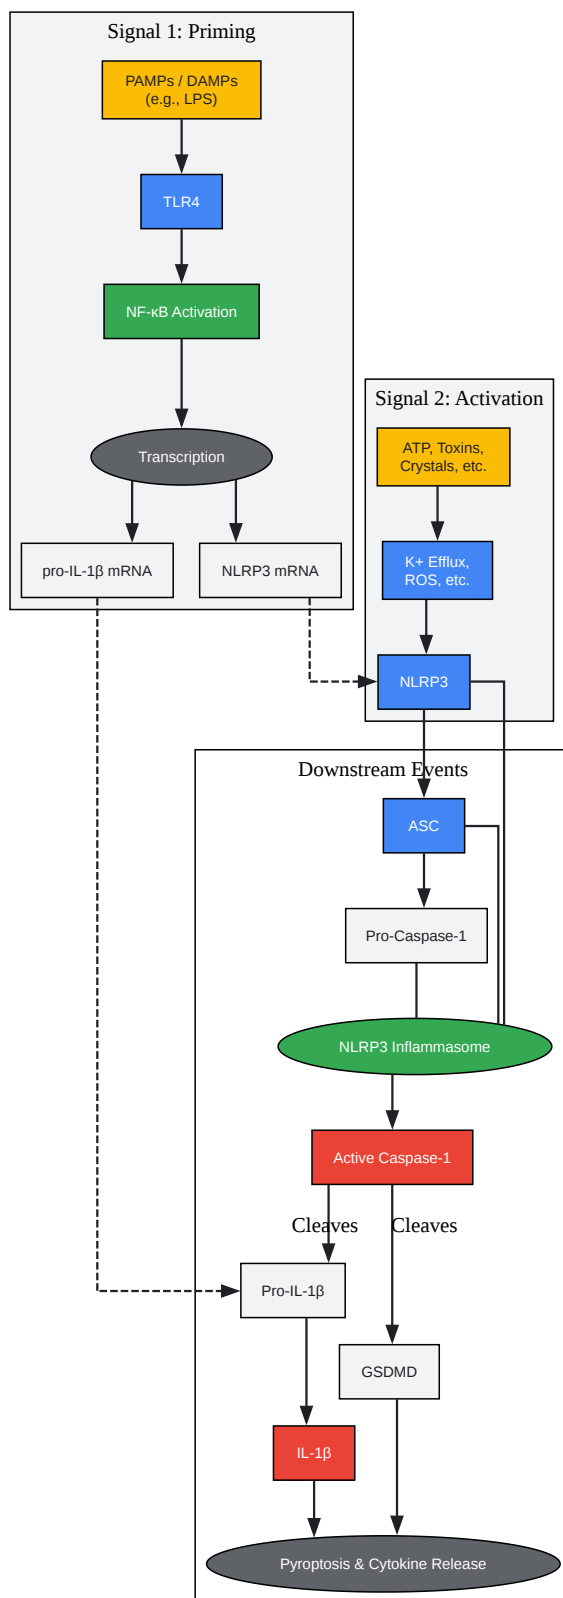 Signal 1: Priming
PAMPs / DAMPs
(e.g., LPS)
TLR4
NF-κB Activation
Transcription
pro-IL-1β mRNA
NLRP3 mRNA
Signal 2: Activation
ATP, Toxins,
Crystals, etc.
K+ Efflux,
ROS, etc.
NLRP3
Downstream Events
ASC
Pro-Caspase-1
NLRP3 Inflammasome
Active Caspase-1
Cleaves
Cleaves
Pro-IL-1β
GSDMD
IL-1β
Pyroptosis & Cytokine Release